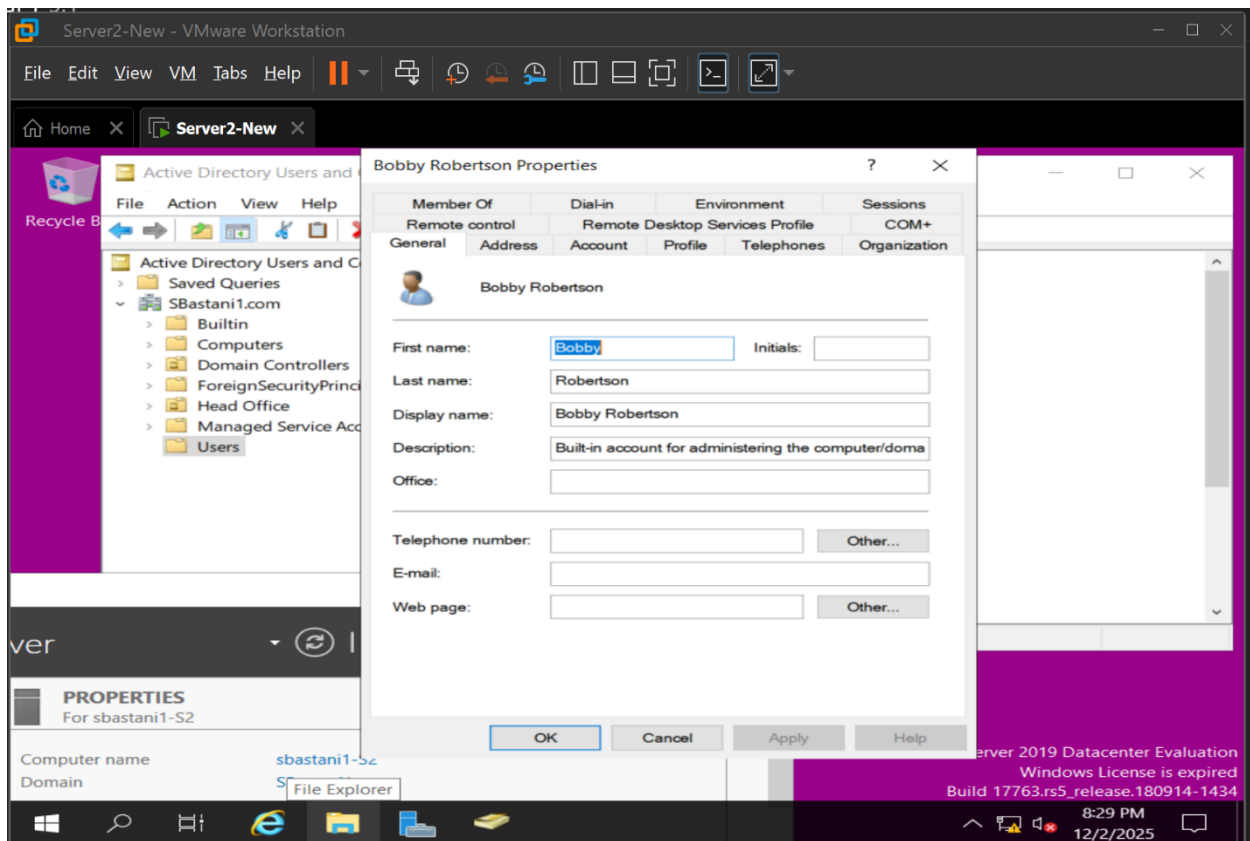 Server2-New - VMware Workstation
File Edit View VM Tabs Help
Home
Server2-New
Recycle B
Active Directory Users and
File Action View Help
Active Directory Users and C
Saved Queries
SBastani1.com
Builtin
Computers
Domain Controllers
ForeignSecurityPrinci
Head Office
Managed Service Acc
Users
Bobby Robertson Properties
?
Member Of Dial-in Environment Sessions
Remote control Remote Desktop Services Profile COM+
General Address Account Profile Telephones Organization
Bobby Robertson
First name: Bobby Initials:
Last name: Robertson
Display name: Bobby Robertson
Description: Built-in account for administering the computer/doma
Office:
Telephone number: Other...
E-mail:
Web page: Other...
OK Cancel Apply Help
ver
PROPERTIES
For sbastani1-S2
Computer name sbastani1-S2
Domain
File Explorer
erver 2019 Datacenter Evaluation
Windows License is expired
Build 17763.rs5_release.180914-1434
8:29 PM
12/2/2025